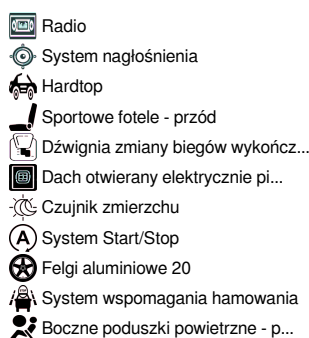 Radio
System nagłośnienia
Hardtop
Sportowe fotele - przód
Dźwignia zmiany biegów wykończ...
Dach otwierany elektrycznie pi...
Czujnik zmierzchu
A System Start/Stop
Felgi aluminiowe 20
System wspomagania hamowania
Boczne poduszki powietrzne - p...